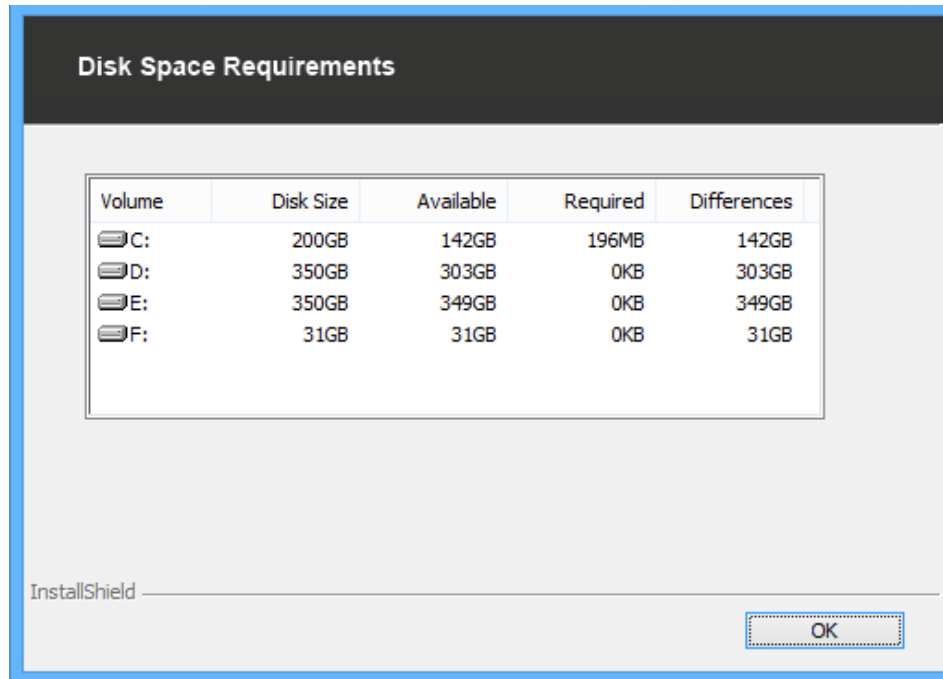 Disk Space Requirements
Volume Disk Size Available Required Differences
C: 200GB 142GB 196MB 142GB
D: 350GB 303GB 0KB 303GB
E: 350GB 349GB 0KB 349GB
F: 31GB 31GB 0KB 31GB
InstallShield
OK